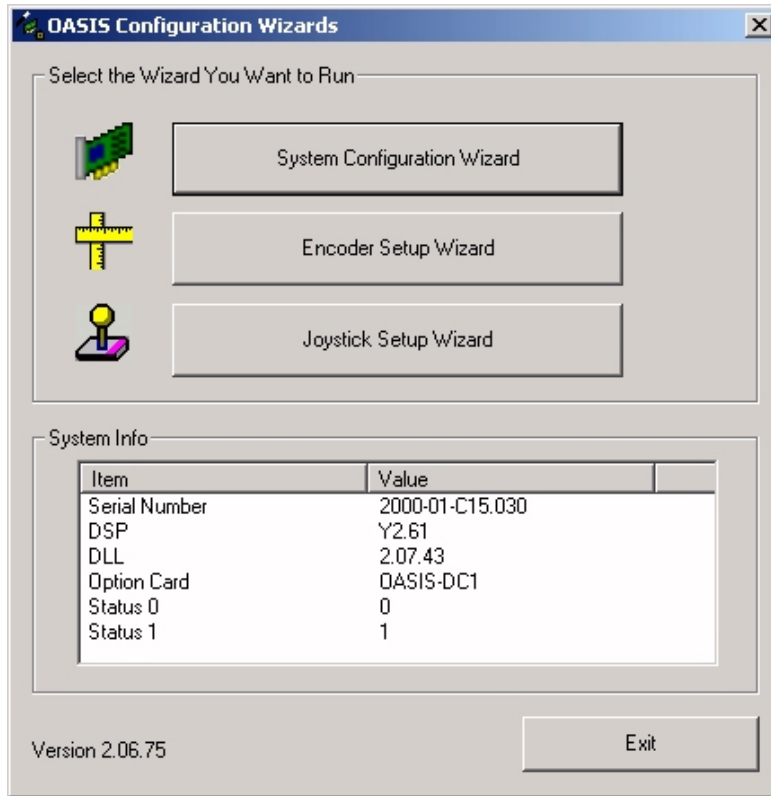 OASIS Configuration Wizards
Select the Wizard You Want to Run
System Configuration Wizard
Encoder Setup Wizard
Joystick Setup Wizard
System Info
Item Value
Serial Number 2000-01-C15.030
DSP Y2.61
DLL 2.07.43
Option Card OASIS-DC1
Status 0 0
Status 1 1
Version 2.06.75
Exit